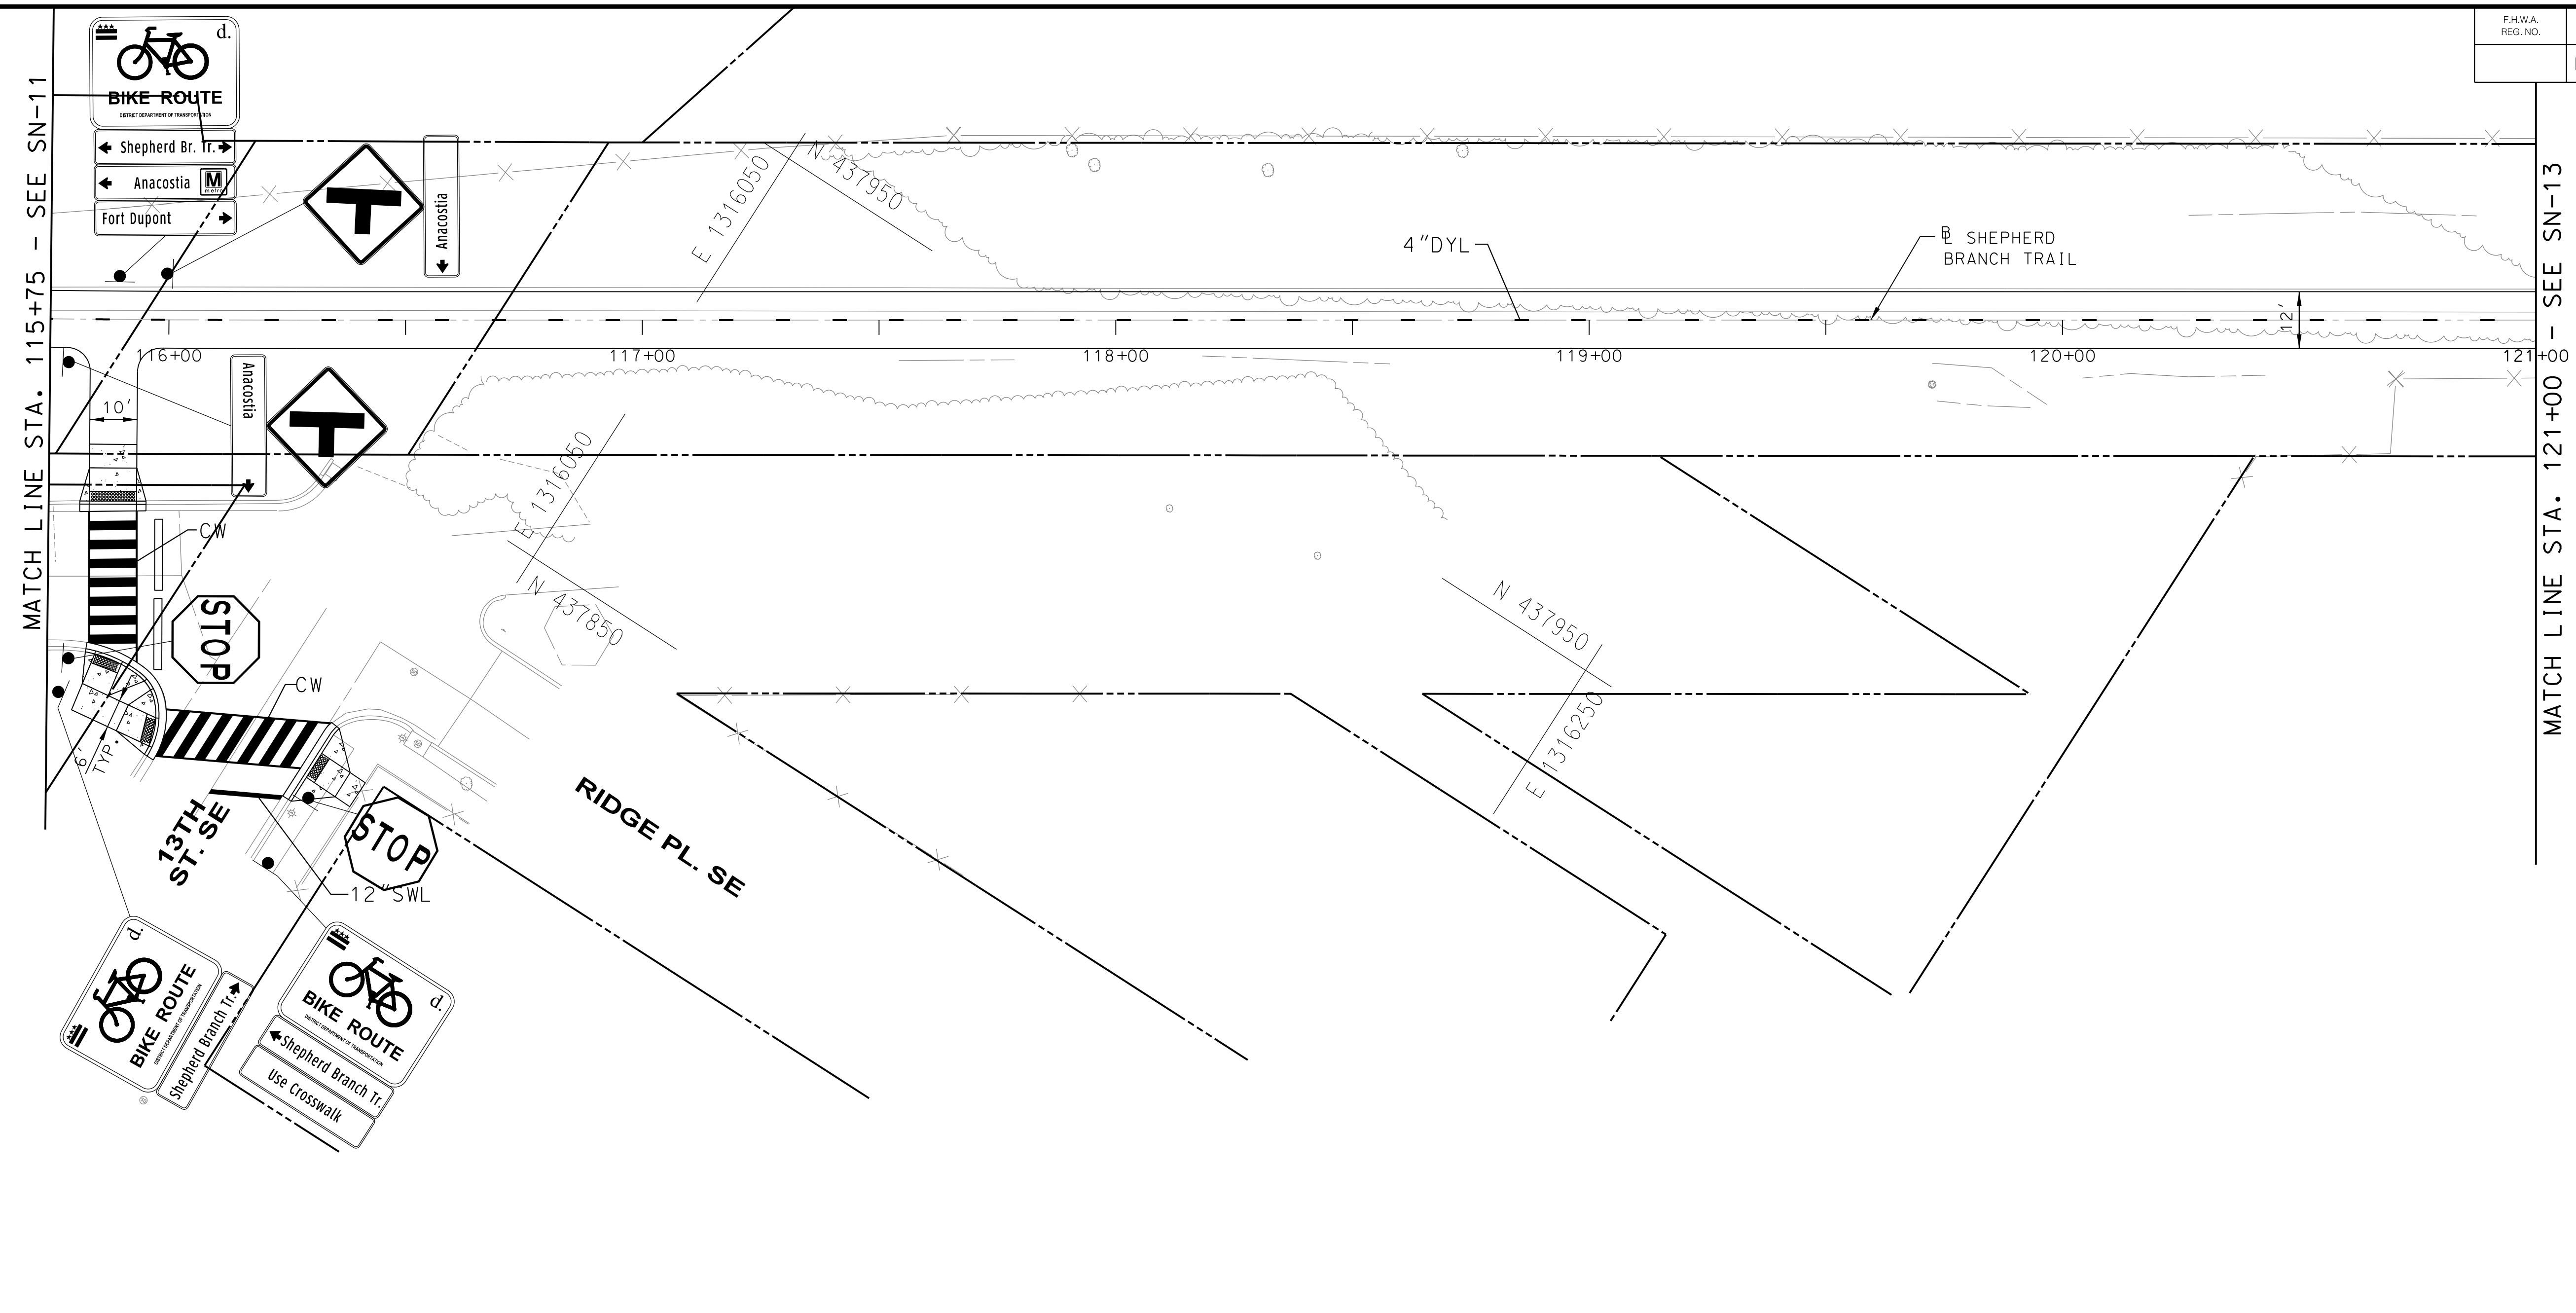 F.H.W.A.
REG. NO.
MATCH LINE STA. 115+75 - SEE SN-11
d.
BIKE ROUTE
DISTRICT DEPARTMENT OF TRANSPORTATION
Shepherd Br. Tr.
Anacostia M
metro
Fort Dupont
Anacostia
E 1316050
N 437950
4"DYL
BL SHEPHERD
BRANCH TRAIL
12'
MATCH LINE STA. 121+00 - SEE SN-13
116+00
117+00
118+00
119+00
120+00
121+00
Anacostia
10'
CW
E 1316050
N 437850
STOP
CW
6'
TYP.
N 437950
E 1316250
13TH
ST. SE
RIDGE PL. SE
STOP
12"SWL
d.
BIKE ROUTE
DISTRICT DEPARTMENT OF TRANSPORTATION
Shepherd Branch Tr.
d.
BIKE ROUTE
DISTRICT DEPARTMENT OF TRANSPORTATION
Shepherd Branch Tr.
Use Crosswalk